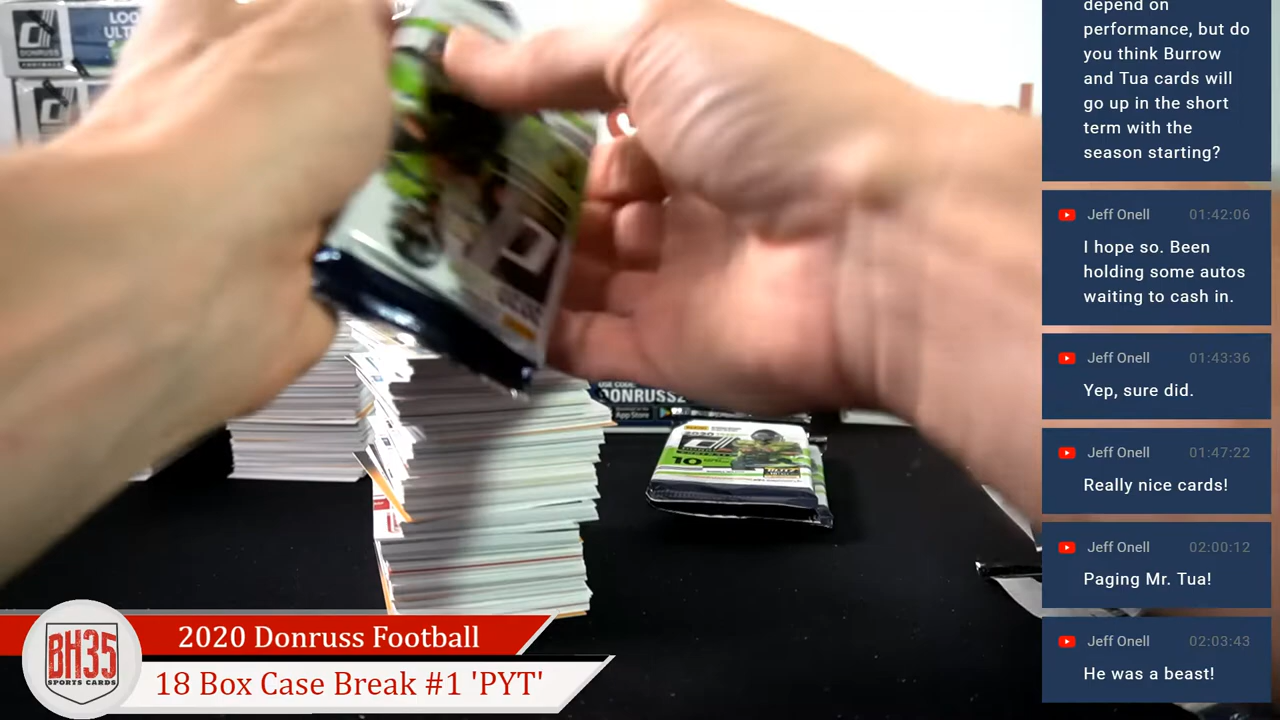 depend on
performance, but do
you think Burrow
and Tua cards will
go up in the short
term with the
season starting?
Jeff Onell 01:42:06
I hope so. Been
holding some autos
waiting to cash in.
Jeff Onell 01:43:36
Yep, sure did.
Jeff Onell 01:47:22
Really nice cards!
Jeff Onell 02:00:12
Paging Mr. Tua!
Jeff Onell 02:03:43
He was a beast!
DONRUSS
10
BH35
SPORTS CARDS
2020 Donruss Football
18 Box Case Break #1 'PYT'